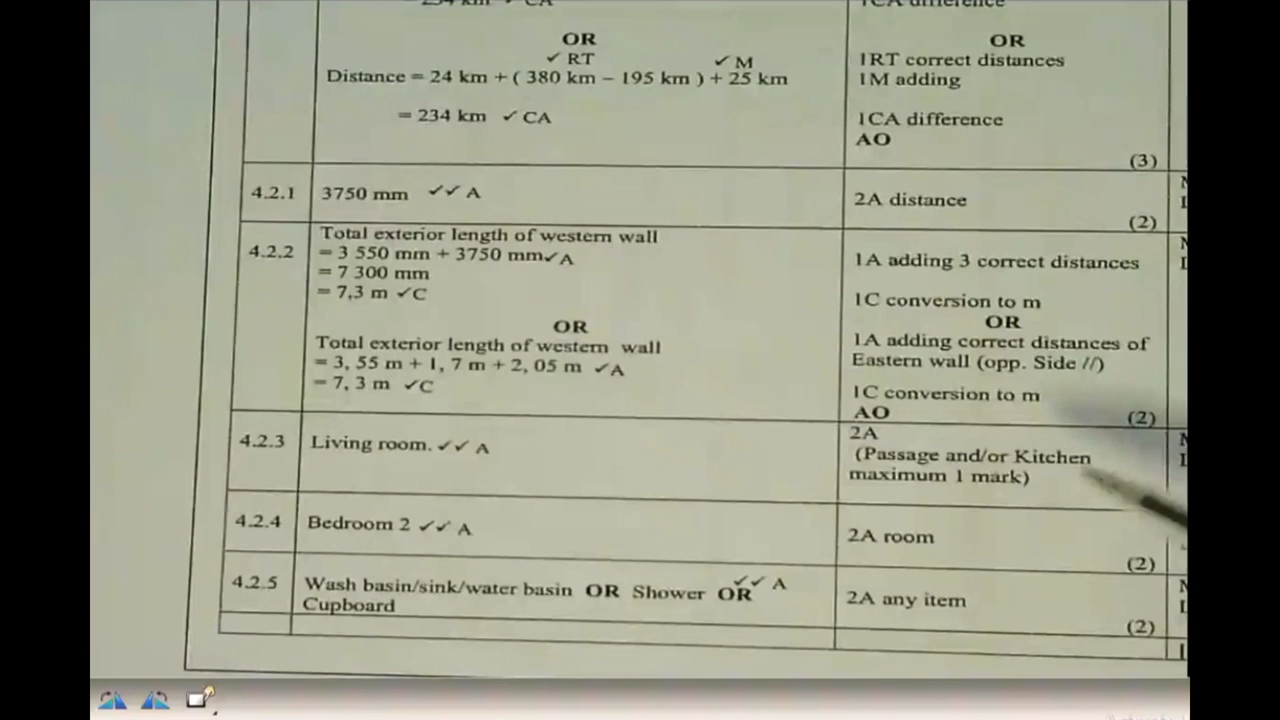 = 234 km ✓ CA
1CA difference
OR
OR
✓ RT ✓ M
1RT correct distances
Distance = 24 km + ( 380 km – 195 km ) + 25 km
1M adding
= 234 km ✓ CA
1CA difference
AO
(3)
4.2.1 3750 mm ✓✓ A
2A distance
(2)
4.2.2
Total exterior length of western wall
= 3 550 mm + 3750 mm✓A
= 7 300 mm
= 7,3 m ✓C
OR
Total exterior length of western wall
= 3, 55 m + 1, 7 m + 2, 05 m ✓A
= 7, 3 m ✓C
1A adding 3 correct distances
1C conversion to m
OR
1A adding correct distances of
Eastern wall (opp. Side //)
1C conversion to m
AO
(2)
4.2.3 Living room. ✓✓ A
2A
(Passage and/or Kitchen
maximum 1 mark)
4.2.4 Bedroom 2 ✓✓ A
2A room
(2)
4.2.5 Wash basin/sink/water basin OR Shower OR ✓✓ A
Cupboard
2A any item
(2)